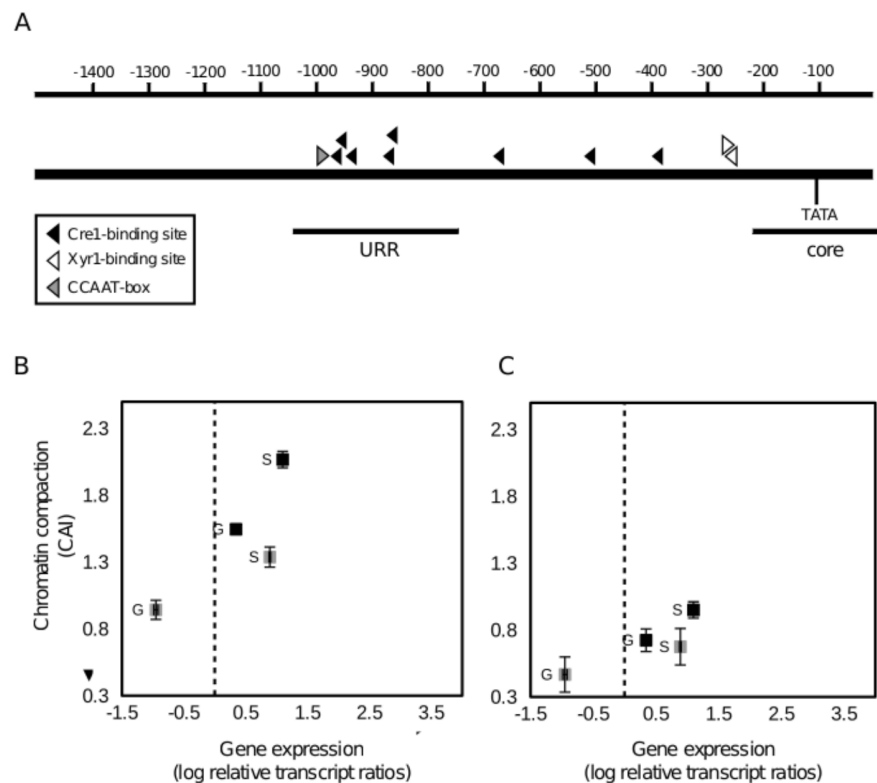 A
-1400 -1300 -1200 -1100 -1000 -900 -800 -700 -600 -500 -400 -300 -200 -100
TATA
URR
core
Cre1-binding site
Xyr1-binding site
CCAAT-box
B
2.3
1.8
1.3
0.8
0.3
Chromatin compaction
(CAI)
S
G
S
G
-1.5 -0.5 0.5 1.5 2.5 3.5
Gene expression
(log relative transcript ratios)
C
2.3
1.8
1.3
0.8
0.3
S
G
S
G
-1.5 -0.5 0.5 1.5 2.5 3.5
Gene expression
(log relative transcript ratios)